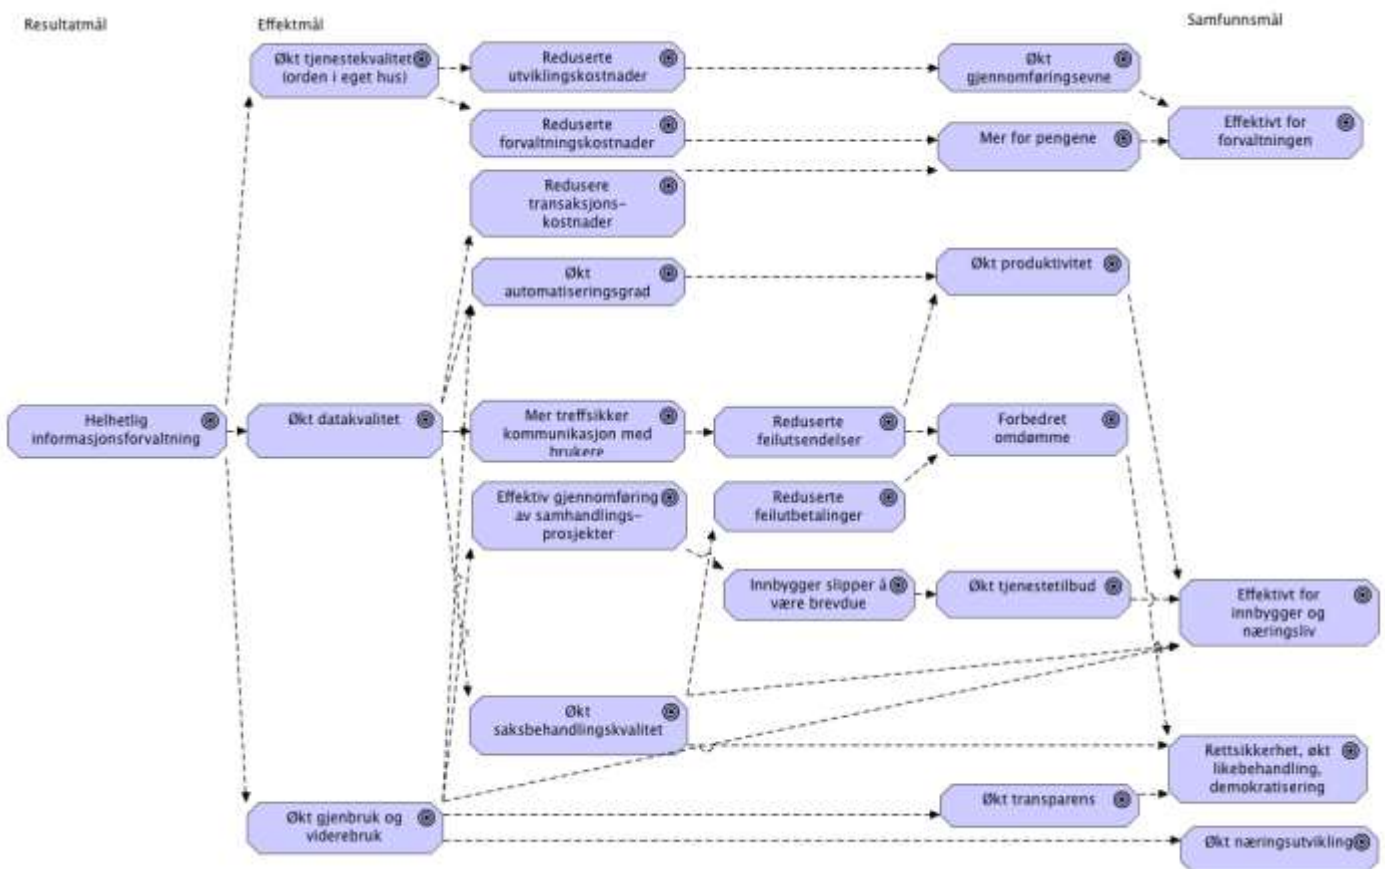 Resultatmål
Effektmål
Samfunnsmål
Økt tjenestekvalitet
(orden i eget hus)
Reduserte
utviklingskostnader
Økt
gjennomføringsevne
Reduserte
forvaltningskostnader
Mer for pengene
Effektivt for
forvaltningen
Redusere
transaksjons-
kostnader
Økt
automatiseringsgrad
Økt produktivitet
Helhetlig
informasjonsforvaltning
Økt datakvalitet
Mer treffsikker
kommunikasjon med
brukere
Reduserte
feilutsendelser
Forbedret
omdømme
Effektiv gjennomføring
av samhandlings-
prosjekter
Reduserte
feilutbetalinger
Innbygger slipper å
være brevdue
Økt tjenestetilbud
Effektivt for
innbygger og
næringsliv
Økt
saksbehandlingskvalitet
Rettsikkerhet, økt
likebehandling,
demokratisering
Økt gjenbruk og
viderebruk
Økt transparens
Økt næringsutvikling